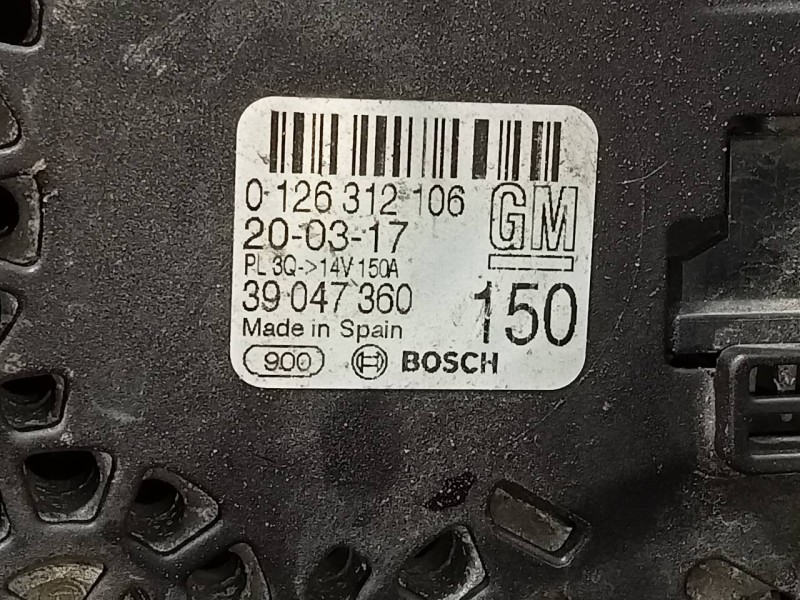 0 126 312 106
GM
20-03-17
PL 3Q->14V 150A
39 047 360
150
Made in Spain
900
BOSCH